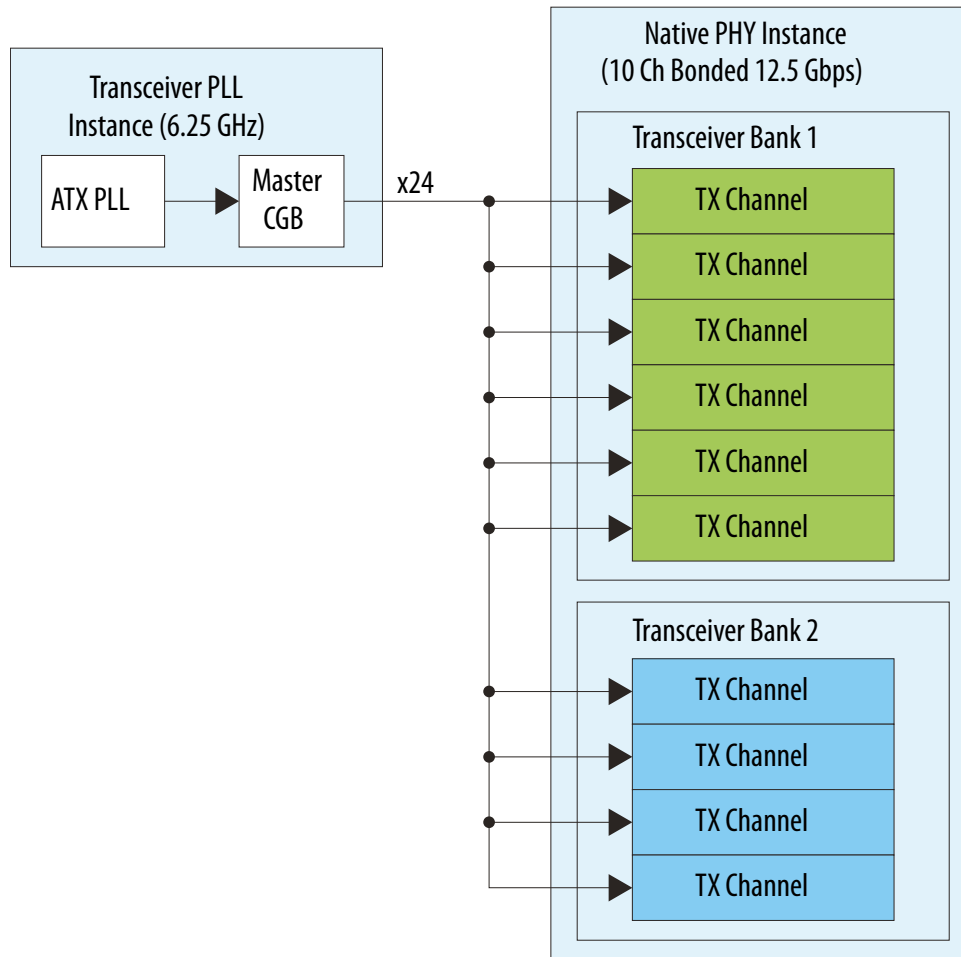 Transceiver PLL
Instance (6.25 GHz)
ATX PLL
Master
CGB
x24
Native PHY Instance
(10 Ch Bonded 12.5 Gbps)
Transceiver Bank 1
TX Channel
TX Channel
TX Channel
TX Channel
TX Channel
TX Channel
Transceiver Bank 2
TX Channel
TX Channel
TX Channel
TX Channel